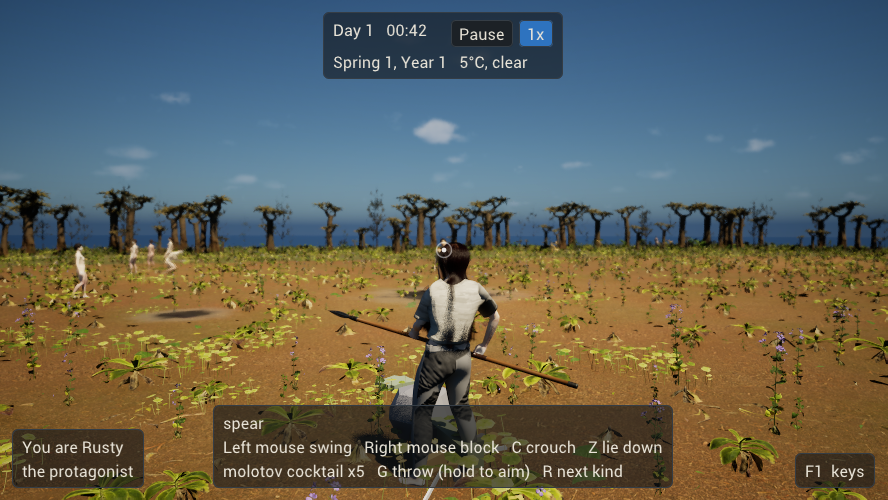 Day 1 00:42 Pause 1x
Spring 1, Year 1 5°C, clear
spear
Left mouse swing Right mouse block C crouch Z lie down
molotov cocktail x5 G throw (hold to aim) R next kind
You are Rusty
the protagonist
F1 keys